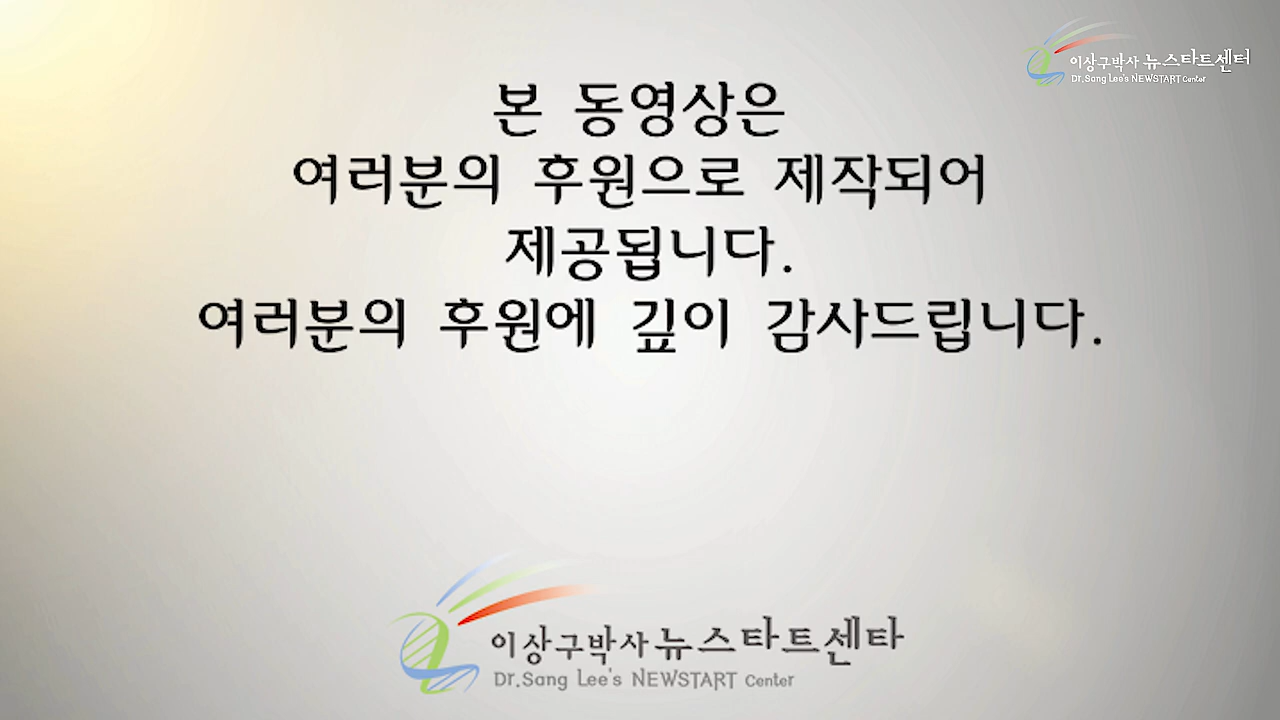 이상구박사 뉴스타트센터
Dr.Sang Lee's NEWSTART Center
본 동영상은
여러분의 후원으로 제작되어
제공됩니다.
여러분의 후원에 깊이 감사드립니다.
이상구박사 뉴스타트센타
Dr.Sang Lee's NEWSTART Center